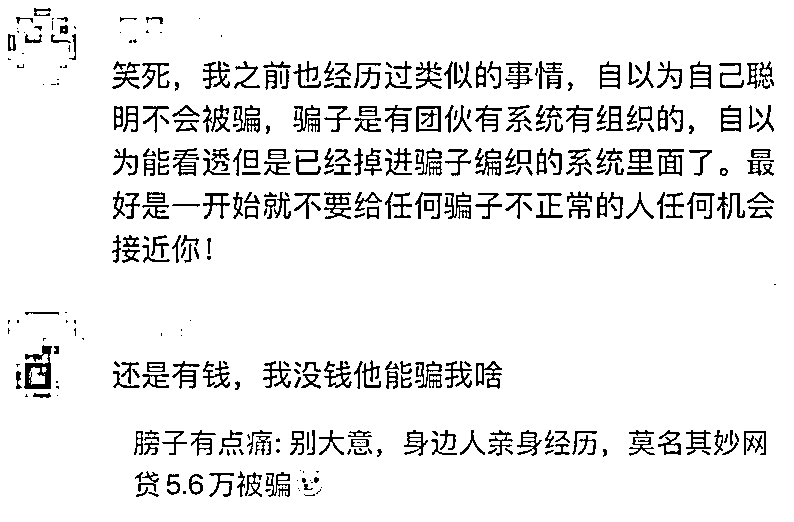 笑死，我之前也经历过类似的事情，自以为自己聪
明不会被骗，骗子是有团伙有系统有组织的，自以
为能看透但是已经掉进骗子编织的系统里面了。最
好是一开始就不要给任何骗子不正常的人任何机会
接近你！
还是有钱，我没钱他能骗我啥
膀子有点痛: 别大意，身边人亲身经历，莫名其妙网
贷5.6万被骗